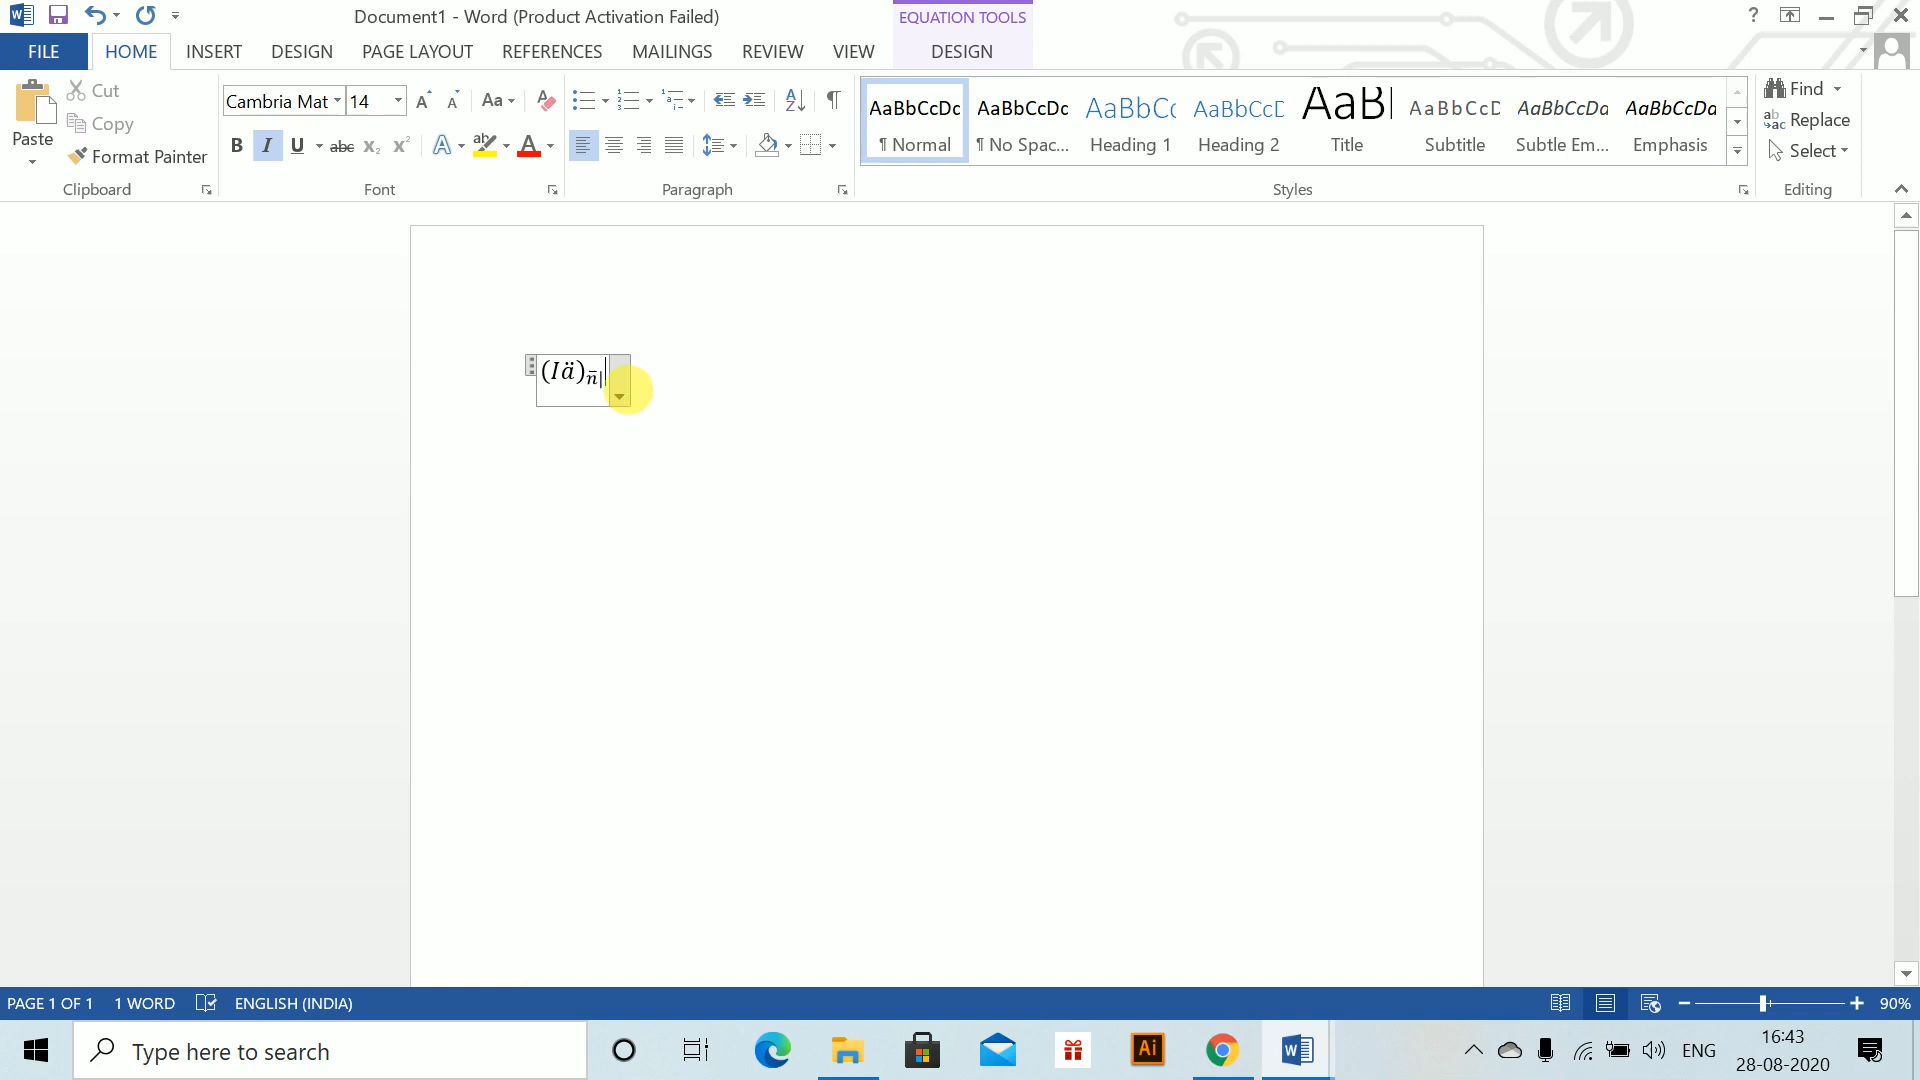 Document1 - Word (Product Activation Failed)
EQUATION TOOLS
?
FILE HOME INSERT DESIGN PAGE LAYOUT REFERENCES MAILINGS REVIEW VIEW DESIGN
Paste
Cut
Copy
Format Painter
Clipboard
Cambria Mat 14
Aa
B I U abc X₂ X²
A ab A
Font
Paragraph
AaBbCcDc AaBbCcDc AaBbCc AaBbCcD AaB AaBbCcD AaBbCcDa AaBbCcDa
¶ Normal ¶ No Spac... Heading 1 Heading 2 Title Subtitle Subtle Em... Emphasis
Styles
Find
Replace
Select
Editing
(Iä)n̄|
PAGE 1 OF 1 1 WORD ENGLISH (INDIA) 90%
Type here to search
Ai
ENG
16:43
28-08-2020